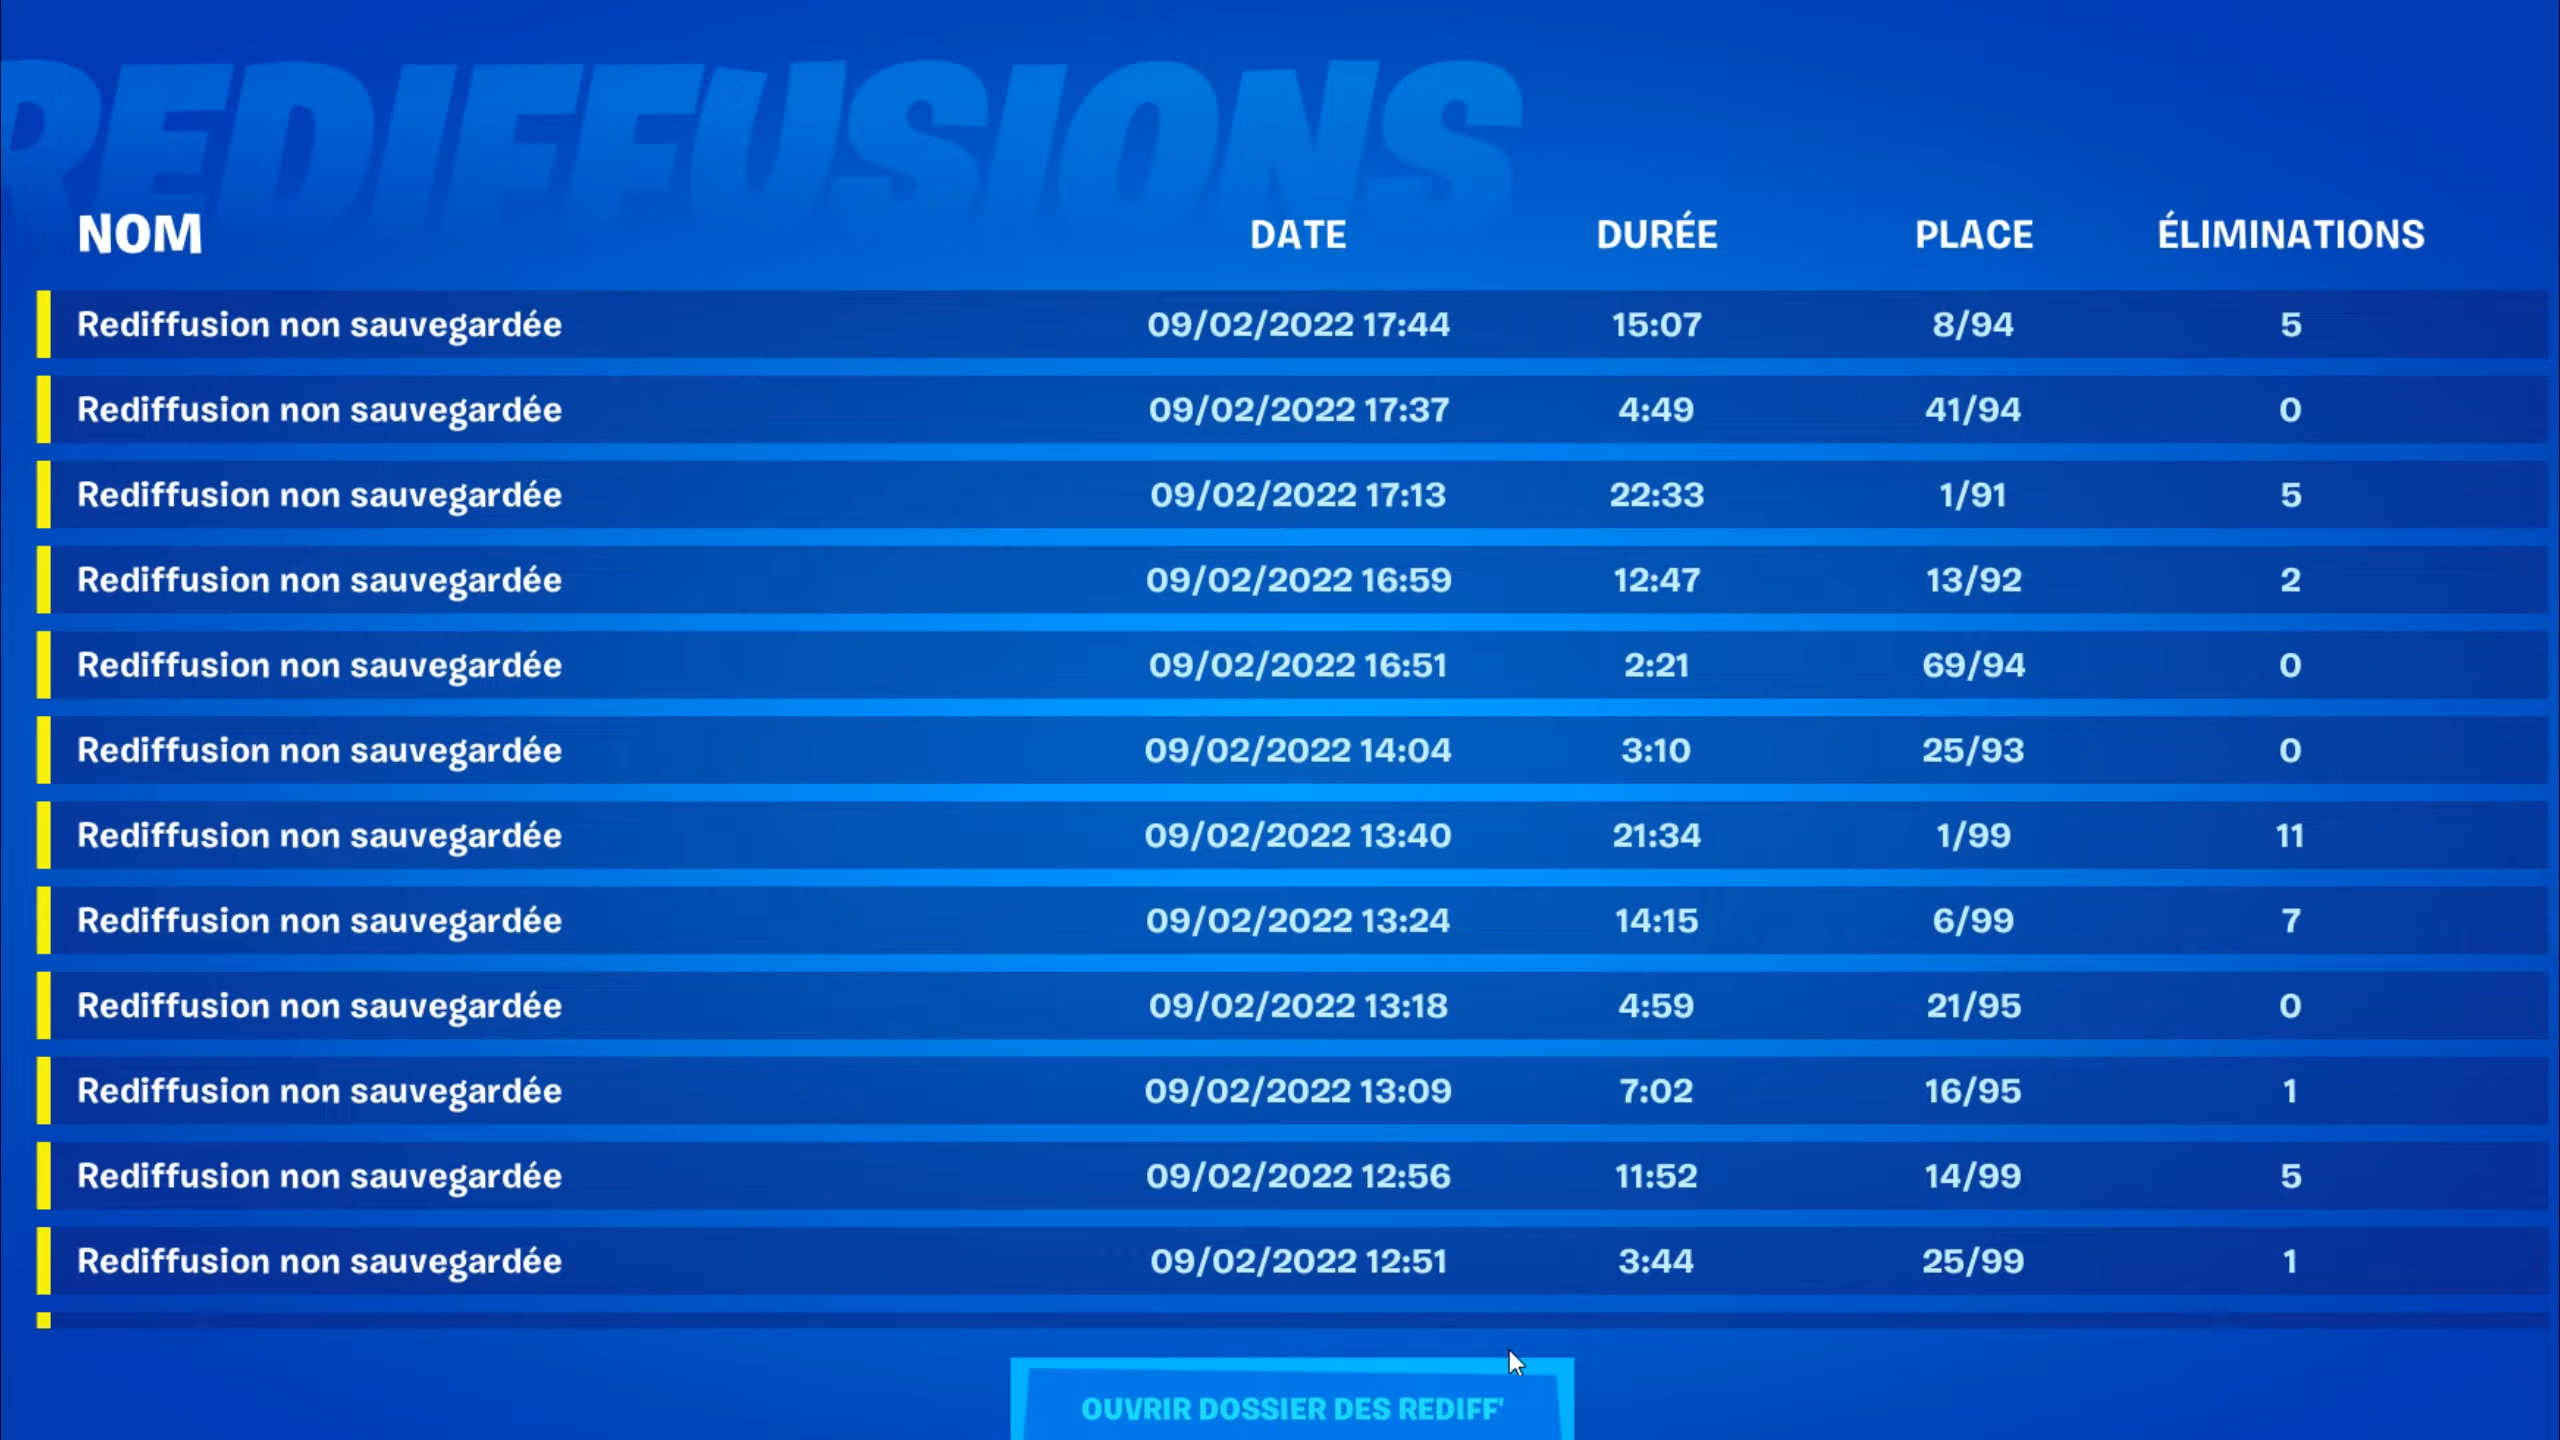 REDIFFUSIONS
NOM DATE DURÉE PLACE ÉLIMINATIONS
Rediffusion non sauvegardée 09/02/2022 17:44 15:07 8/94 5
Rediffusion non sauvegardée 09/02/2022 17:37 4:49 41/94 0
Rediffusion non sauvegardée 09/02/2022 17:13 22:33 1/91 5
Rediffusion non sauvegardée 09/02/2022 16:59 12:47 13/92 2
Rediffusion non sauvegardée 09/02/2022 16:51 2:21 69/94 0
Rediffusion non sauvegardée 09/02/2022 14:04 3:10 25/93 0
Rediffusion non sauvegardée 09/02/2022 13:40 21:34 1/99 11
Rediffusion non sauvegardée 09/02/2022 13:24 14:15 6/99 7
Rediffusion non sauvegardée 09/02/2022 13:18 4:59 21/95 0
Rediffusion non sauvegardée 09/02/2022 13:09 7:02 16/95 1
Rediffusion non sauvegardée 09/02/2022 12:56 11:52 14/99 5
Rediffusion non sauvegardée 09/02/2022 12:51 3:44 25/99 1
OUVRIR DOSSIER DES REDIFF'